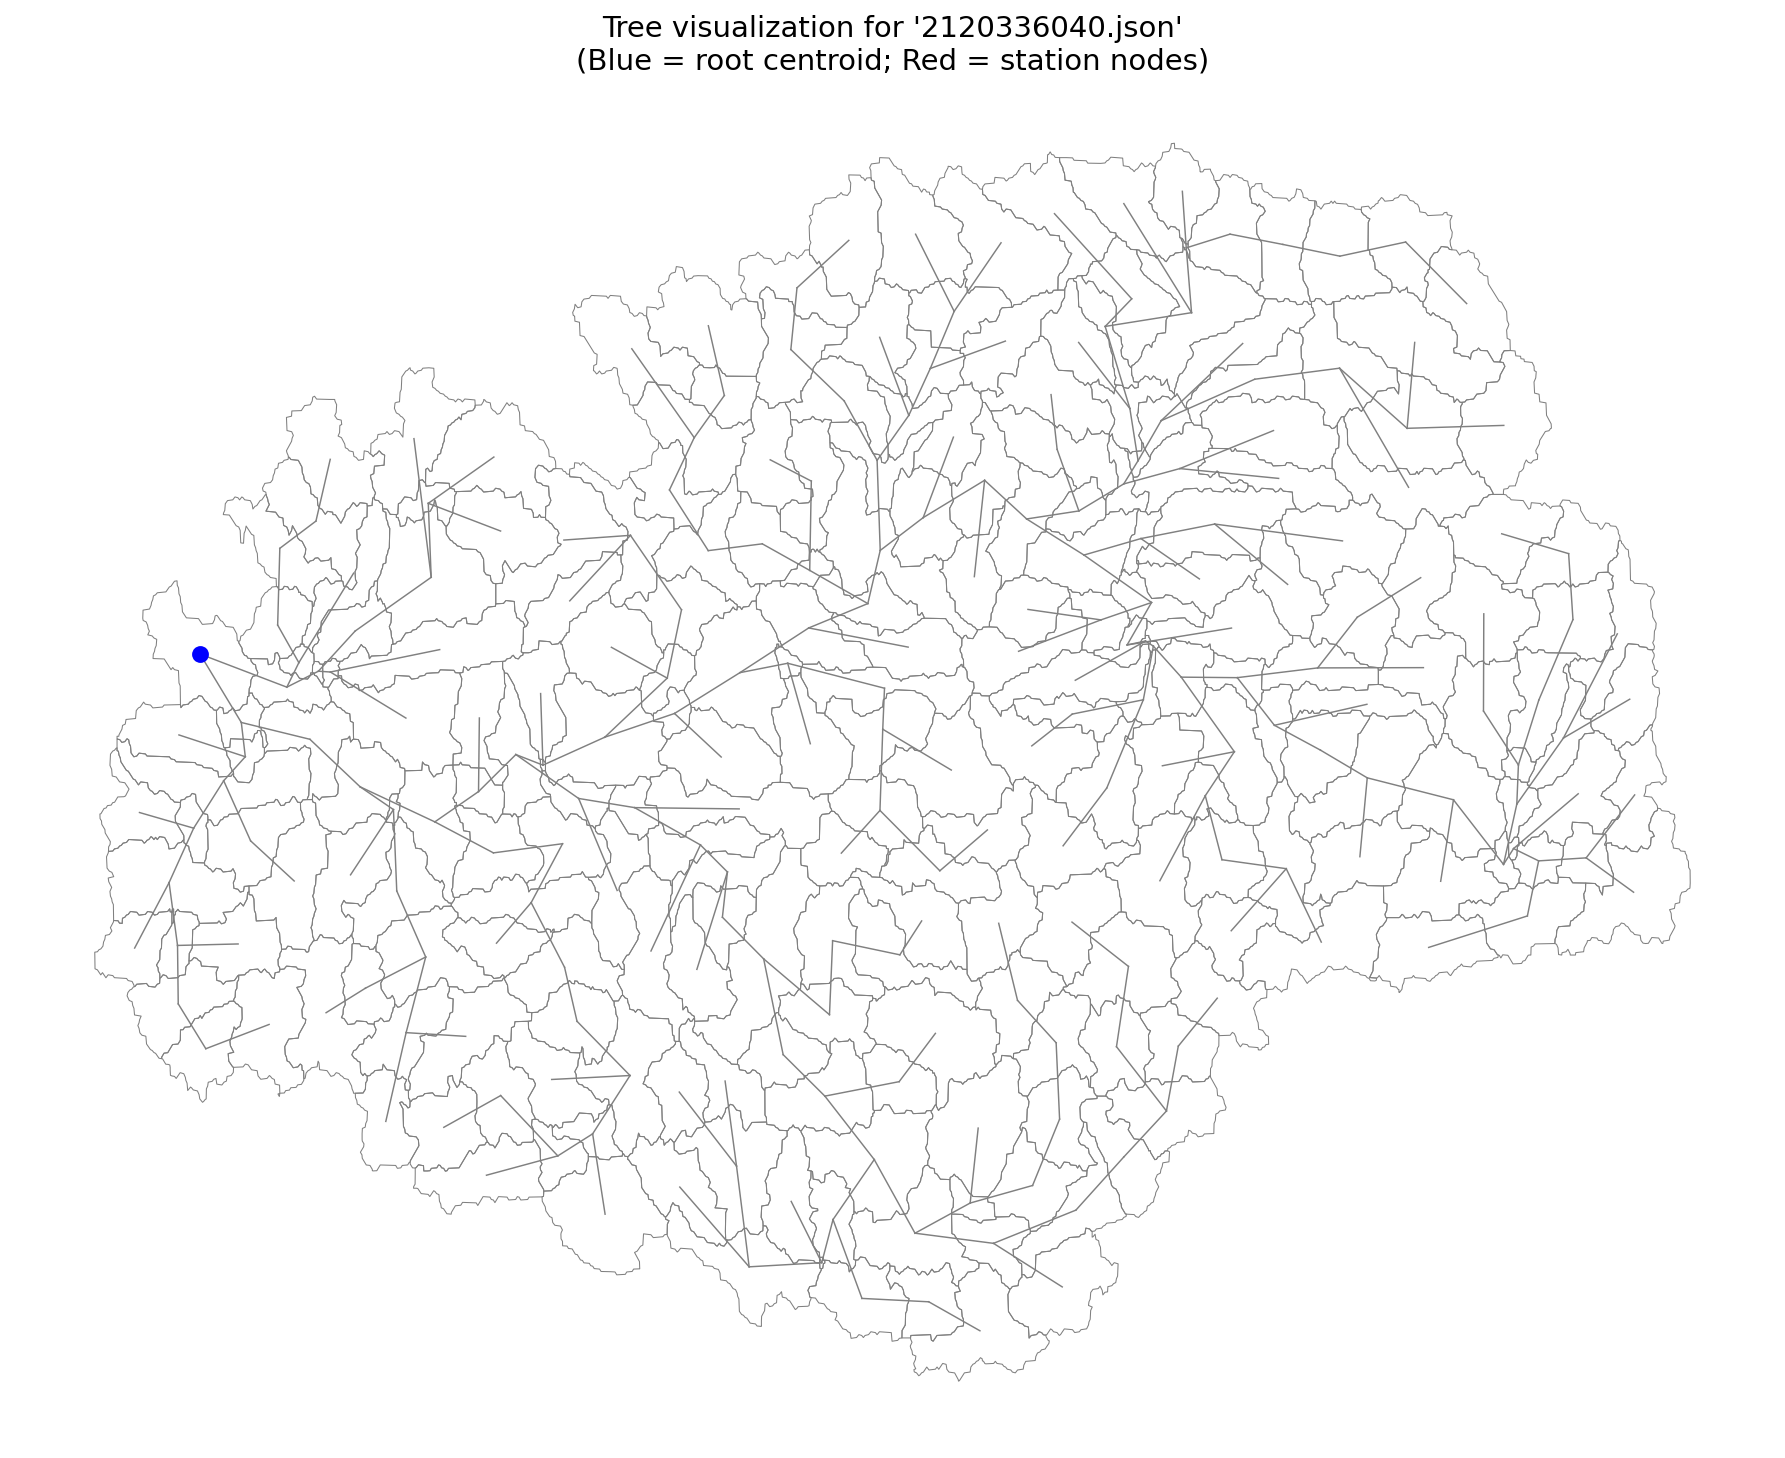 Tree visualization for '2120336040.json'
(Blue = root centroid; Red = station nodes)